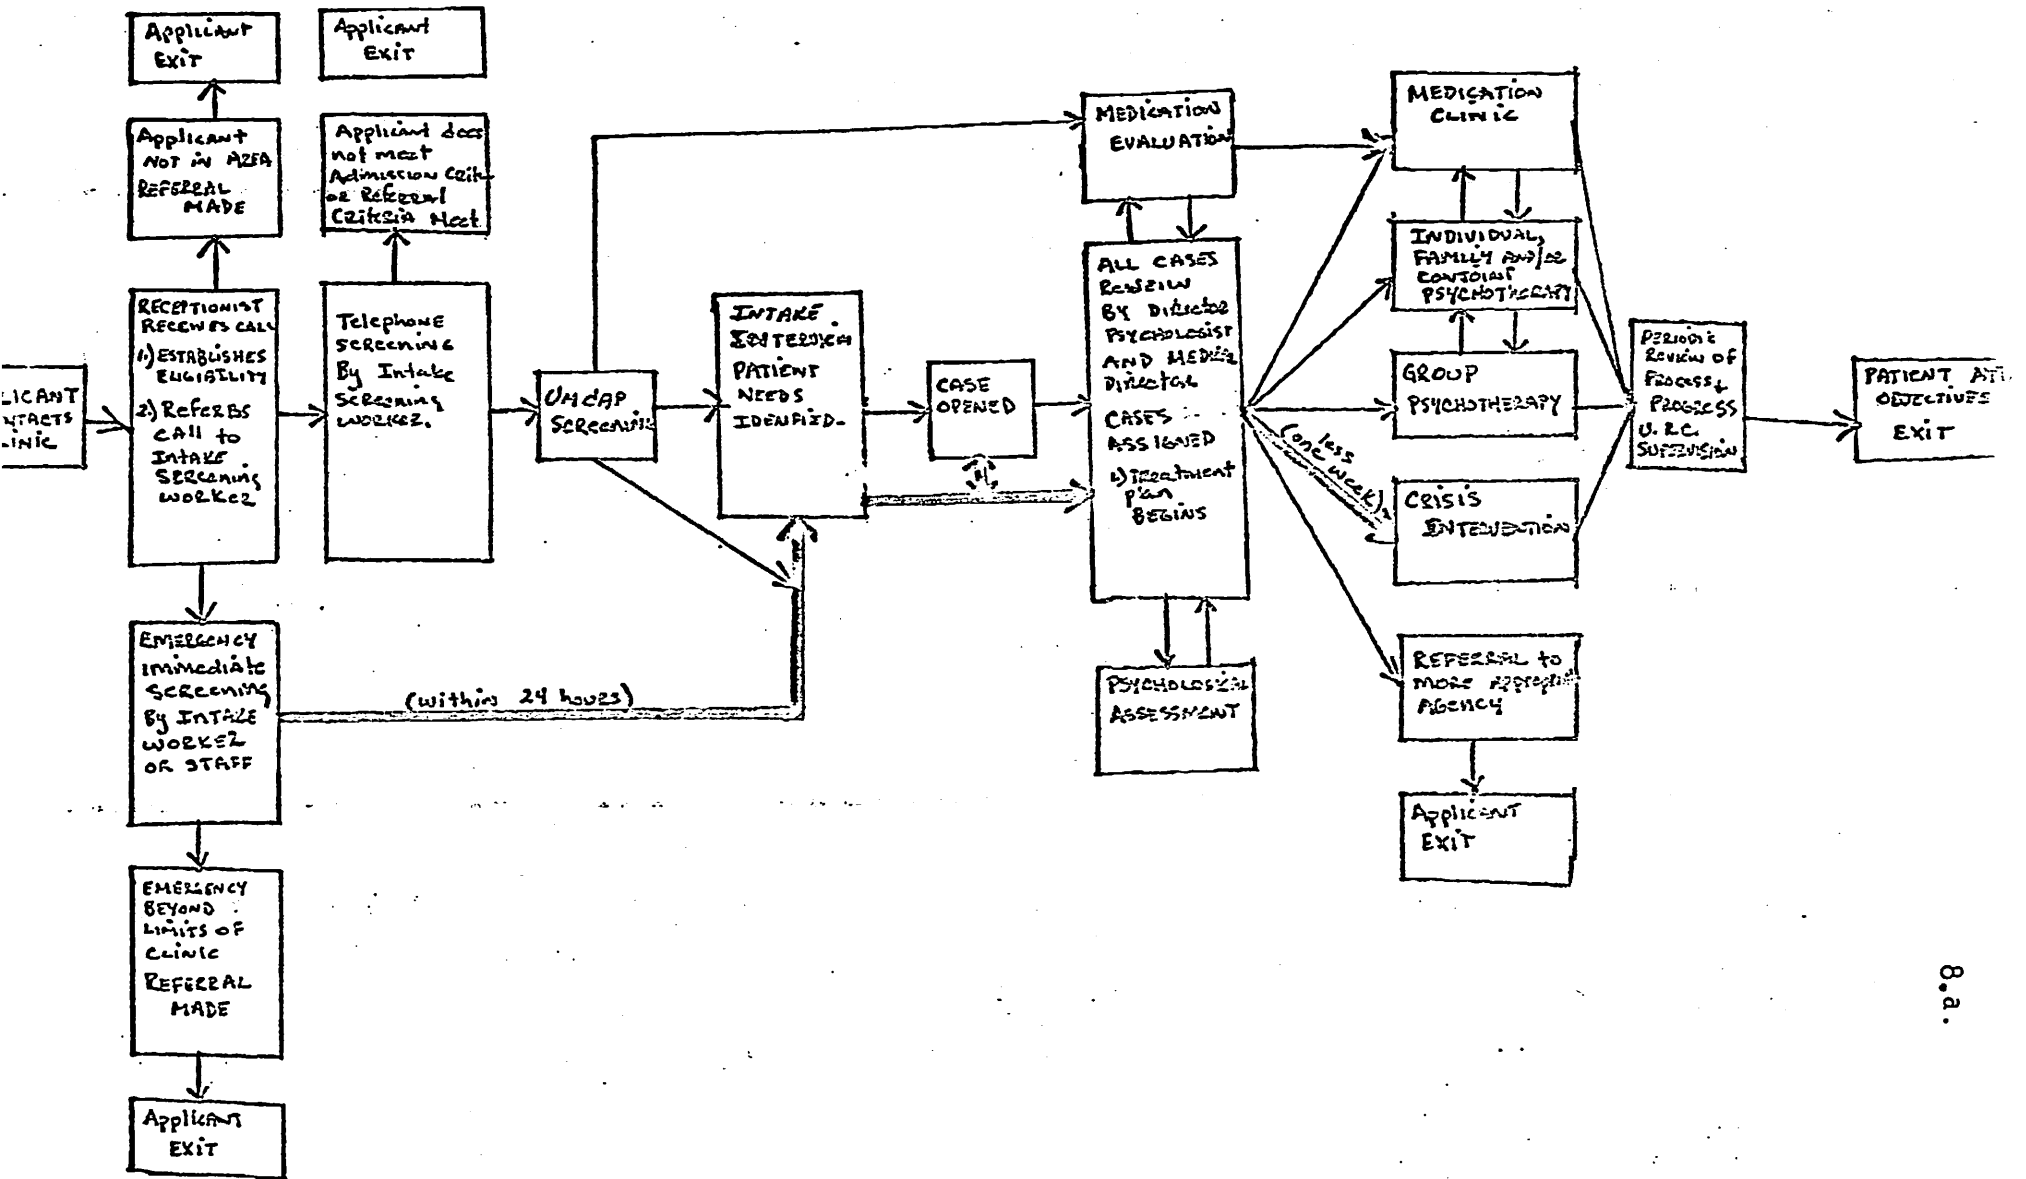 Applicant
EXIT
Applicant
EXIT
Applicant
NOT IN AREA
REFERRAL
MADE
Applicant does
not meet
Admission Crit-
or Referral
Criteria Meet
LICANT
NTACTS
LINIC
RECEPTIONIST
RECEIVES CALL
1.) ESTABLISHES
ELIGIBILITY
2.) REFERS
CALL to
INTAKE
SCREENING
WORKER
Telephone
SCREENING
By Intake
SCREENING
WORKER.
EMERGENCY
immediate
SCREENING
By INTAKE
WORKER
OR STAFF
(within 24 hours)
EMERGENCY
BEYOND
LIMITS OF
CLINIC
REFERRAL
MADE
Applicant
EXIT
UMDAP
SCREENING
INTAKE
INTERVIEW
PATIENT
NEEDS
IDENFIED-
CASE
OPENED
MEDICATION
EVALUATION
ALL CASES
REVIEW
BY DIRECTOR
PSYCHOLOGIST
AND MEDICAL
DIRECTOR
CASES
ASSIGNED
TREATMENT
plan
BEGINS
PSYCHOLOGICAL
ASSESSMENT
MEDICATION
CLINIC
INDIVIDUAL,
FAMILY AND/OR
CONJOINT
PSYCHOTHERAPY
GROUP
PSYCHOTHERAPY
(less
one week)
CRISIS
INTERVENTION
REFERRAL to
MORE
AGENCY
Applicant
EXIT
PERIODIC
REVIEW OF
PROCESS &
PROGRESS
U.R.C.
SUPERVISION
PATIENT ATT
OBJECTIVES
EXIT
8.a.